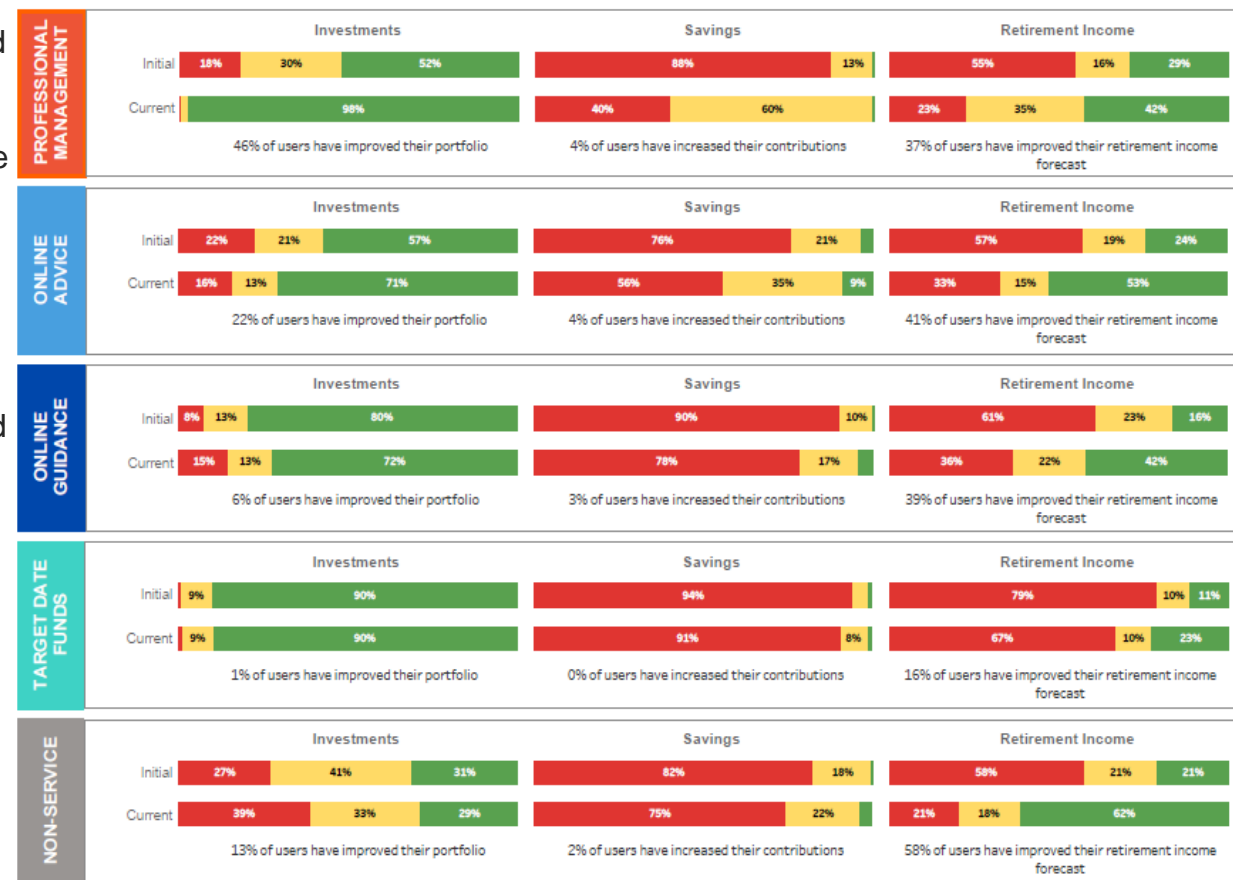 d
e
d
PROFESSIONAL
MANAGEMENT
Investments
Savings
Retirement Income
Initial
18%
30%
52%
88%
13%
55%
16%
29%
Current
98%
40%
60%
23%
35%
42%
46% of users have improved their portfolio
4% of users have increased their contributions
37% of users have improved their retirement income
forecast
ONLINE
ADVICE
Investments
Savings
Retirement Income
Initial
22%
21%
57%
76%
21%
57%
19%
24%
Current
16%
13%
71%
56%
35%
9%
33%
15%
53%
22% of users have improved their portfolio
4% of users have increased their contributions
41% of users have improved their retirement income
forecast
ONLINE
GUIDANCE
Investments
Savings
Retirement Income
Initial
8%
13%
80%
90%
10%
61%
23%
16%
Current
15%
13%
72%
78%
17%
36%
22%
42%
6% of users have improved their portfolio
3% of users have increased their contributions
39% of users have improved their retirement income
forecast
TARGET DATE
FUNDS
Investments
Savings
Retirement Income
Initial
9%
90%
94%
79%
10%
11%
Current
9%
90%
91%
8%
67%
10%
23%
1% of users have improved their portfolio
0% of users have increased their contributions
16% of users have improved their retirement income
forecast
NON-SERVICE
Investments
Savings
Retirement Income
Initial
27%
41%
31%
82%
18%
58%
21%
21%
Current
39%
33%
29%
75%
22%
21%
18%
62%
13% of users have improved their portfolio
2% of users have increased their contributions
58% of users have improved their retirement income
forecast